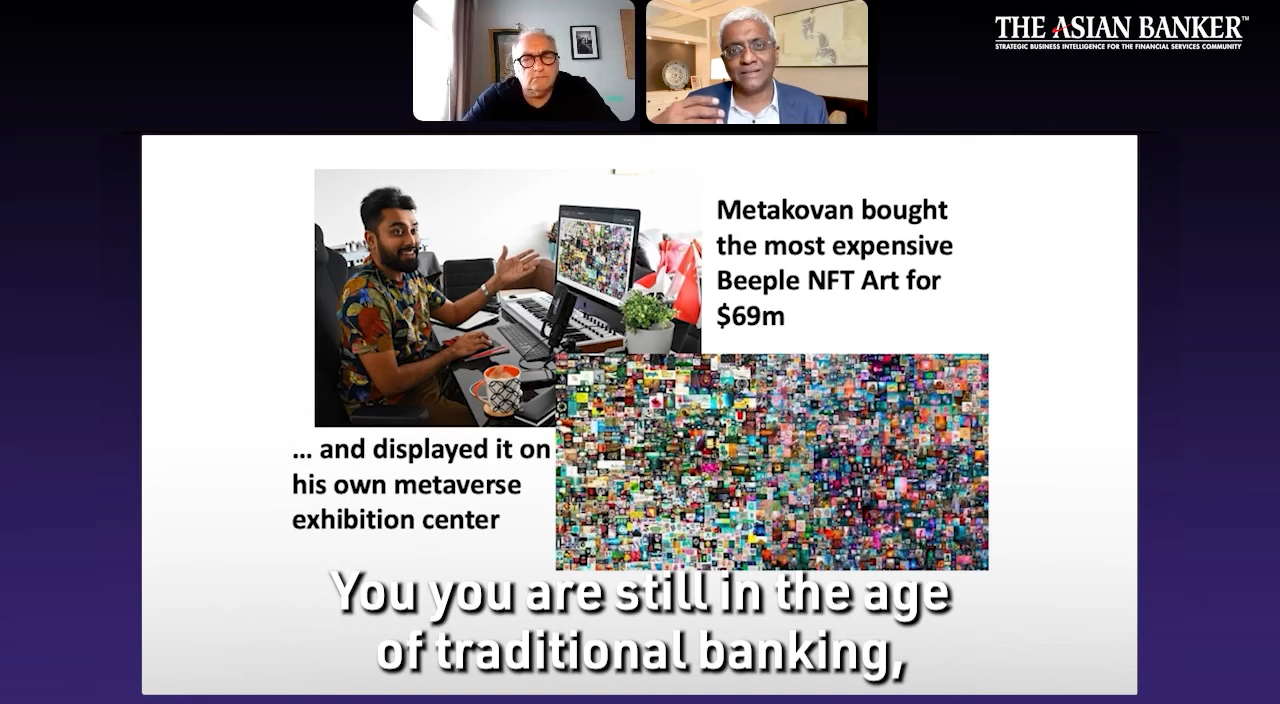 THE ASIAN BANKER™
STRATEGIC BUSINESS INTELLIGENCE FOR THE FINANCIAL SERVICES COMMUNITY
Metakovan bought
the most expensive
Beeple NFT Art for
$69m
... and displayed it on
his own metaverse
exhibition center
You you are still in the age
of traditional banking,